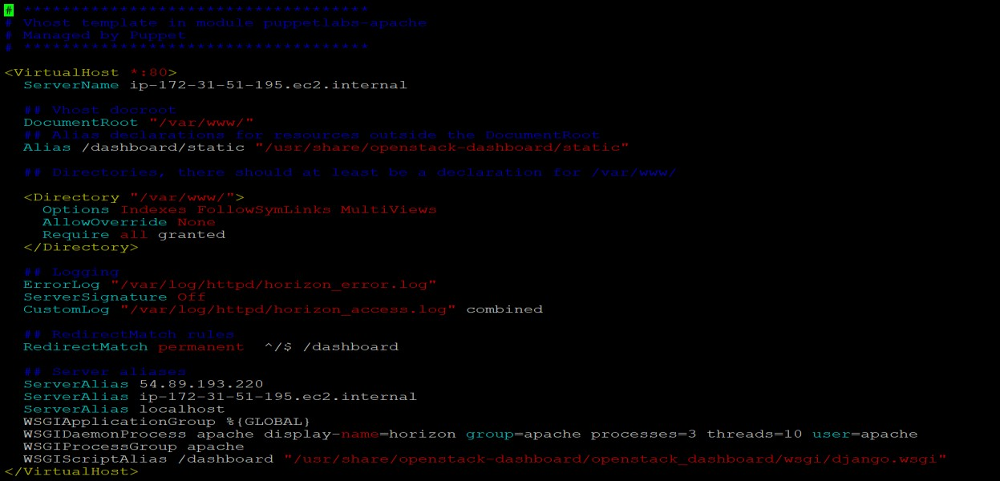 # ************************************
# Vhost template in module puppetlabs-apache
# Managed by Puppet
# ************************************
<VirtualHost *:80>
ServerName ip-172-31-51-195.ec2.internal
## Vhost docroot
DocumentRoot "/var/www/"
## Alias declarations for resources outside the DocumentRoot
Alias /dashboard/static "/usr/share/openstack-dashboard/static"
## Directories, there should at least be a declaration for /var/www/
<Directory "/var/www/">
Options Indexes FollowSymLinks MultiViews
AllowOverride None
Require all granted
</Directory>
## Logging
ErrorLog "/var/log/httpd/horizon_error.log"
ServerSignature Off
CustomLog "/var/log/httpd/horizon_access.log" combined
## RedirectMatch rules
RedirectMatch permanent  ^/$ /dashboard
## Server aliases
ServerAlias 54.89.193.220
ServerAlias ip-172-31-51-195.ec2.internal
ServerAlias localhost
WSGIApplicationGroup %{GLOBAL}
WSGIDaemonProcess apache display-name=horizon group=apache processes=3 threads=10 user=apache
WSGIProcessGroup apache
WSGIScriptAlias /dashboard "/usr/share/openstack-dashboard/openstack_dashboard/wsgi/django.wsgi"
</VirtualHost>